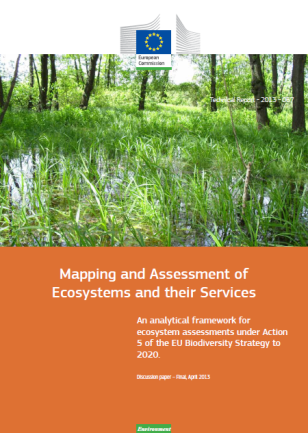 European
Commission
Technical Report - 2013 - 067
Mapping and Assessment of
Ecosystems and their Services
An analytical framework for
ecosystem assessments under Action
5 of the EU Biodiversity Strategy to
2020.
Discussion paper – Final, April 2013
Environment